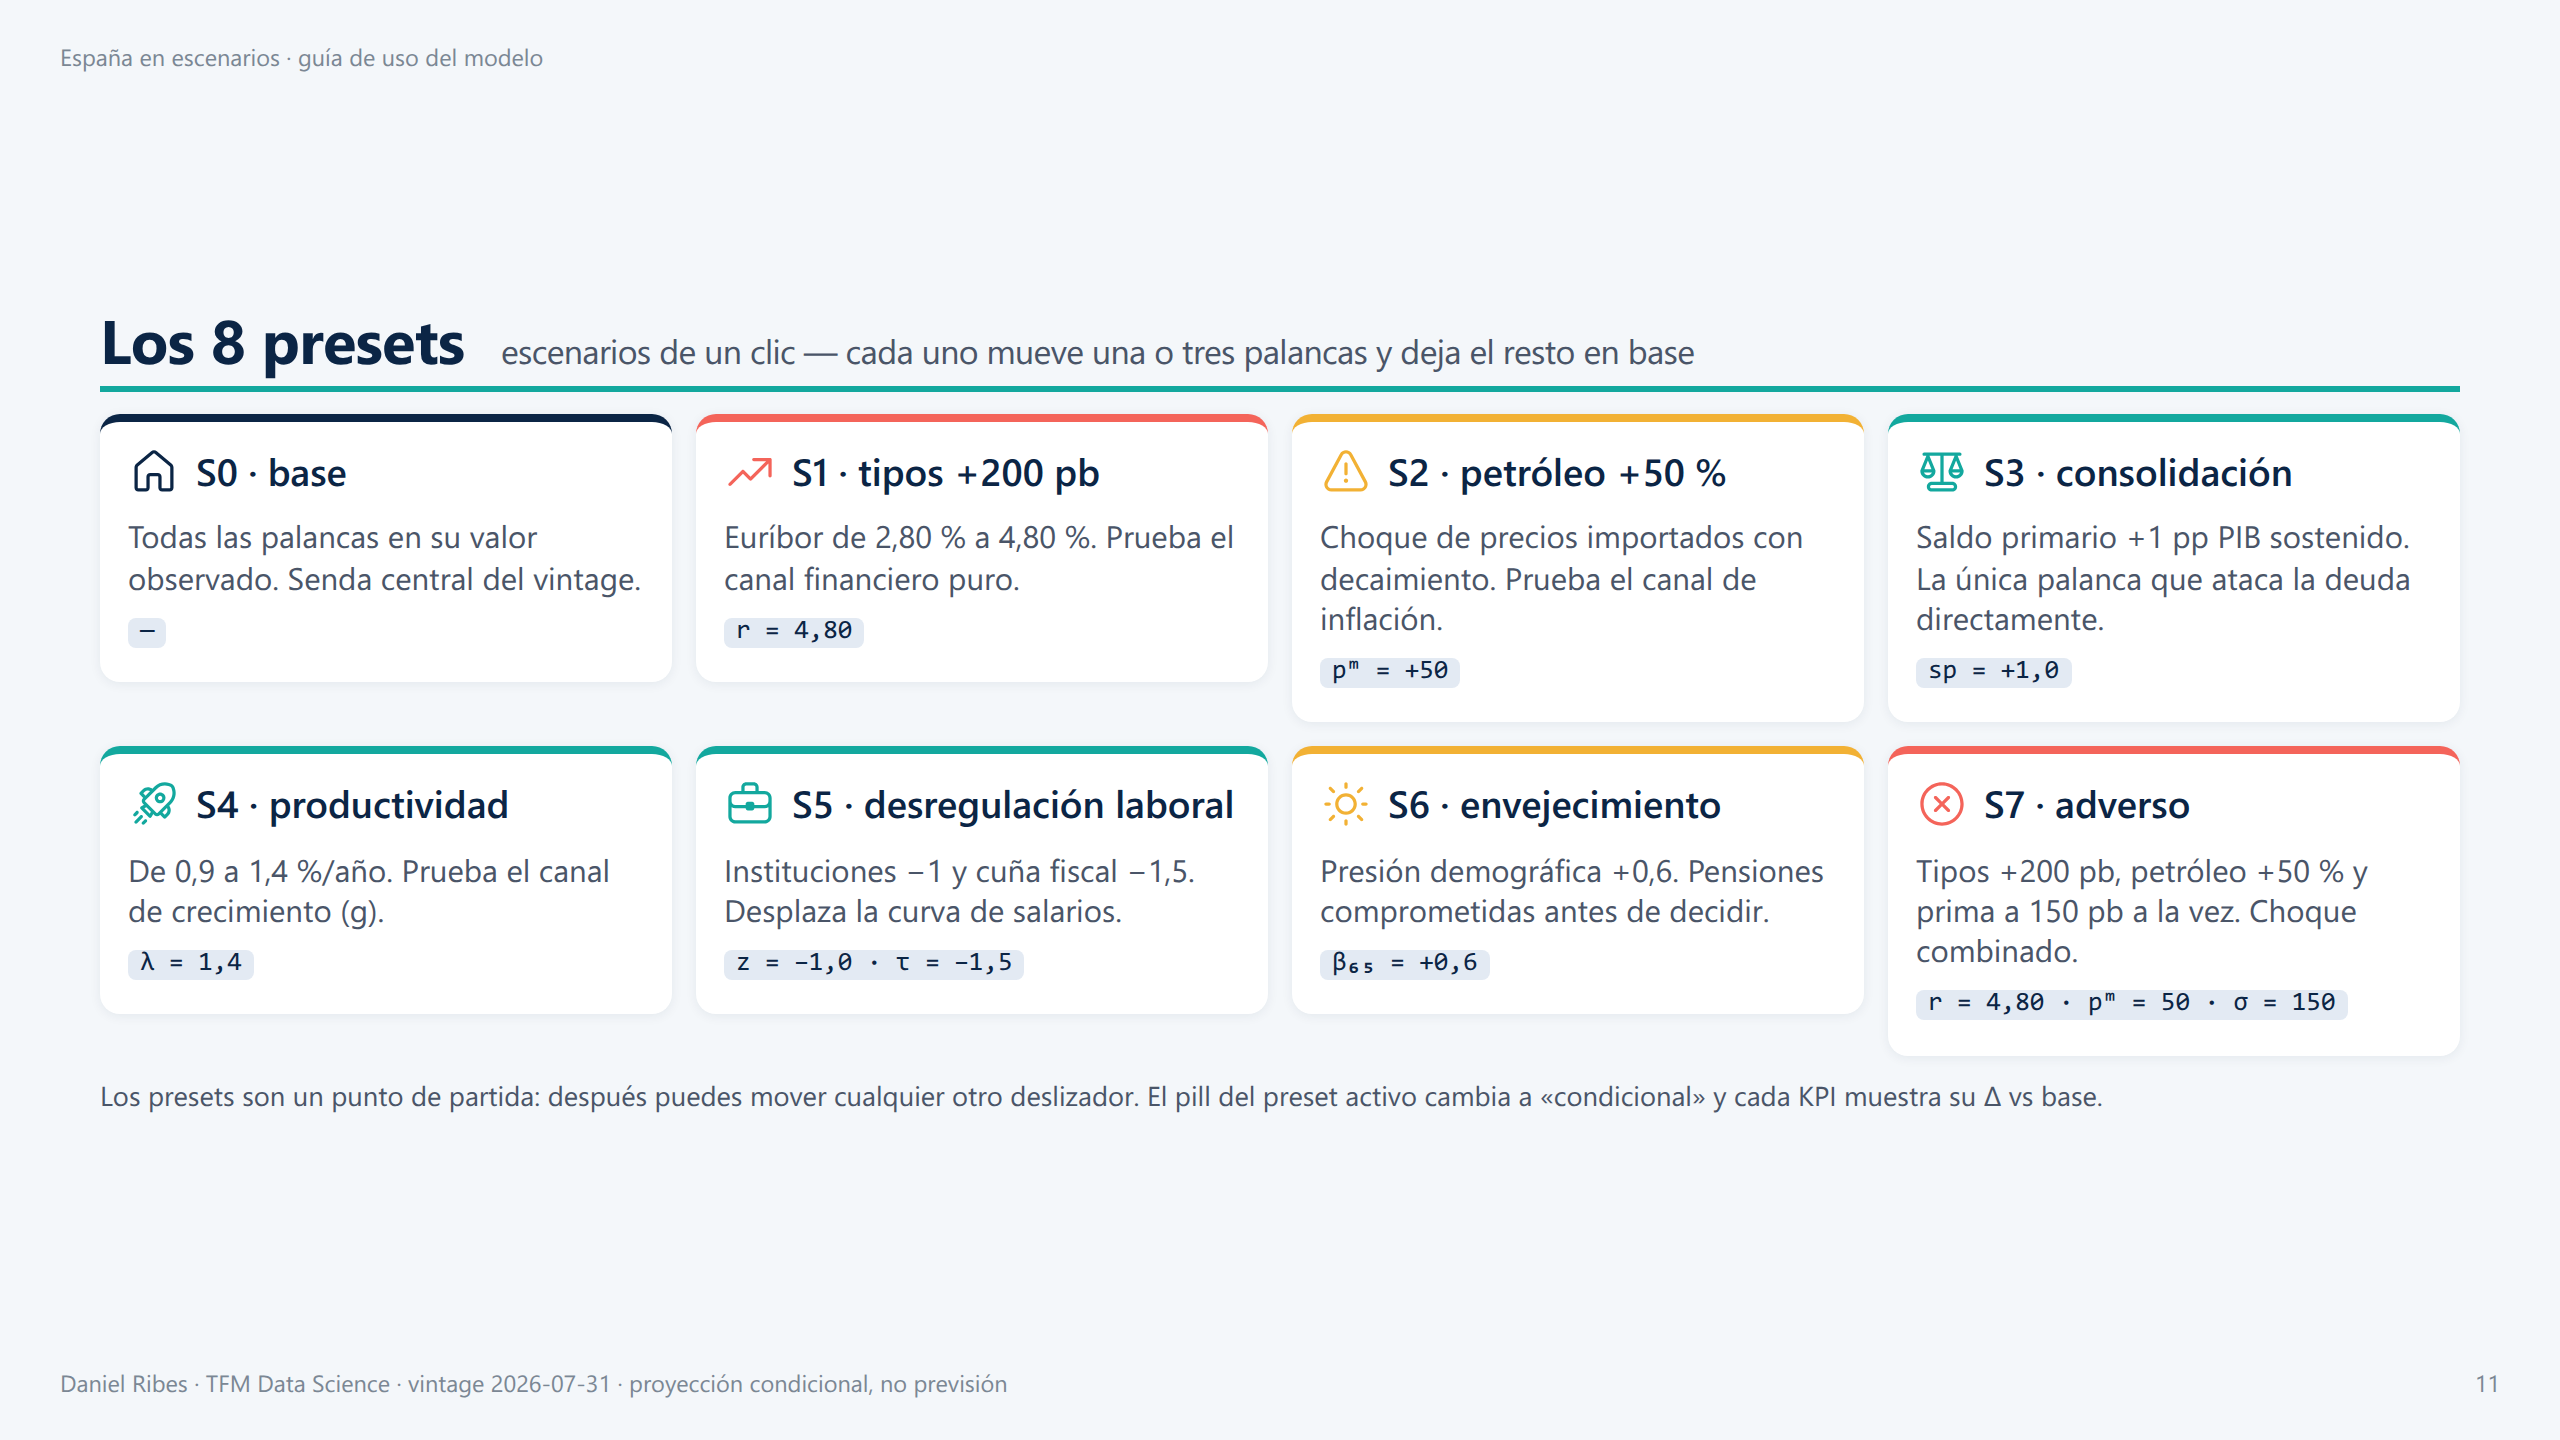 España en escenarios · guía de uso del modelo
Los 8 presets escenarios de un clic — cada uno mueve una o tres palancas y deja el resto en base
S0 · base
Todas las palancas en su valor
observado. Senda central del vintage.
—
S1 · tipos +200 pb
Euríbor de 2,80 % a 4,80 %. Prueba el
canal financiero puro.
r = 4,80
S2 · petróleo +50 %
Choque de precios importados con
decaimiento. Prueba el canal de
inflación.
pᵐ = +50
S3 · consolidación
Saldo primario +1 pp PIB sostenido.
La única palanca que ataca la deuda
directamente.
sp = +1,0
S4 · productividad
De 0,9 a 1,4 %/año. Prueba el canal
de crecimiento (g).
λ = 1,4
S5 · desregulación laboral
Instituciones −1 y cuña fiscal −1,5.
Desplaza la curva de salarios.
z = −1,0 · τ = −1,5
S6 · envejecimiento
Presión demográfica +0,6. Pensiones
comprometidas antes de decidir.
β₆₅ = +0,6
S7 · adverso
Tipos +200 pb, petróleo +50 % y
prima a 150 pb a la vez. Choque
combinado.
r = 4,80 · pᵐ = 50 · σ = 150
Los presets son un punto de partida: después puedes mover cualquier otro deslizador. El pill del preset activo cambia a «condicional» y cada KPI muestra su Δ vs base.
Daniel Ribes · TFM Data Science · vintage 2026-07-31 · proyección condicional, no previsión
11